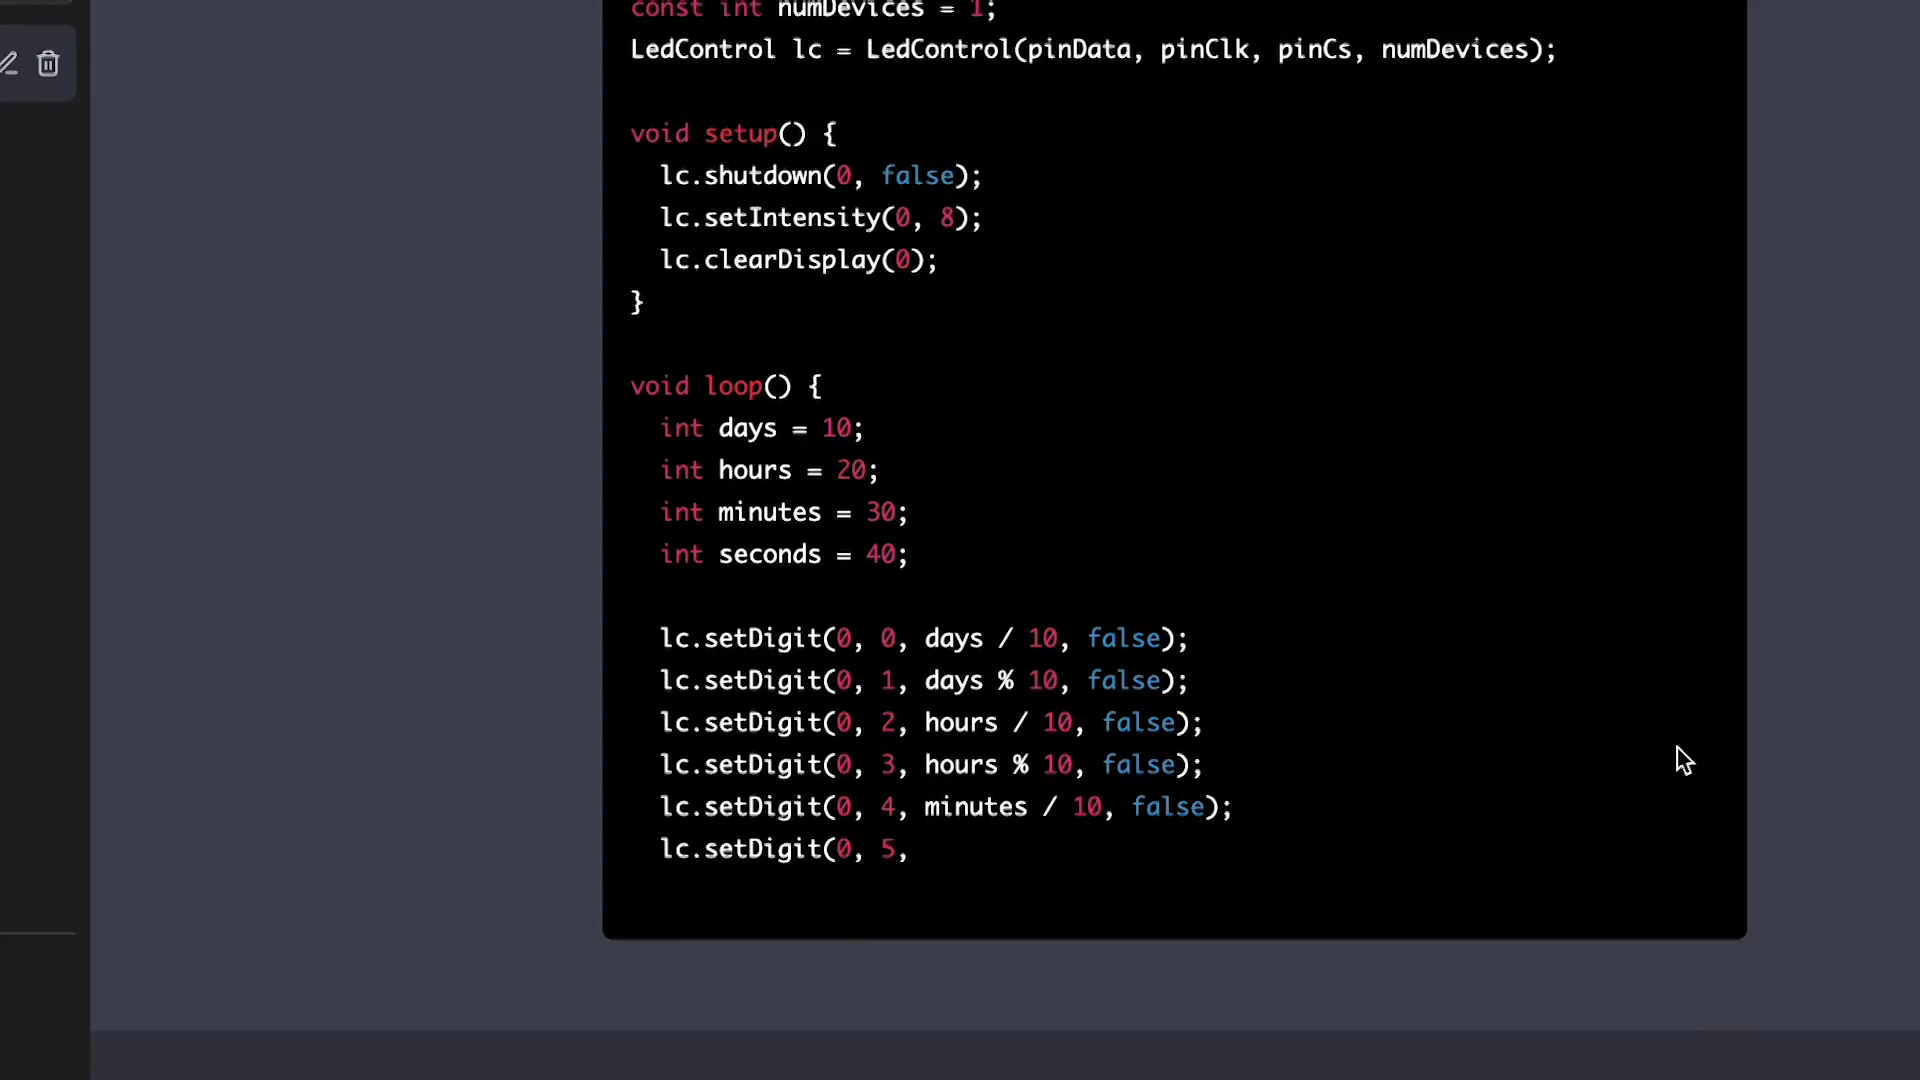 const int numDevices = 1;
LedControl lc = LedControl(pinData, pinClk, pinCs, numDevices);
void setup() {
lc.shutdown(0, false);
lc.setIntensity(0, 8);
lc.clearDisplay(0);
}
void loop() {
int days = 10;
int hours = 20;
int minutes = 30;
int seconds = 40;
lc.setDigit(0, 0, days / 10, false);
lc.setDigit(0, 1, days % 10, false);
lc.setDigit(0, 2, hours / 10, false);
lc.setDigit(0, 3, hours % 10, false);
lc.setDigit(0, 4, minutes / 10, false);
lc.setDigit(0, 5,